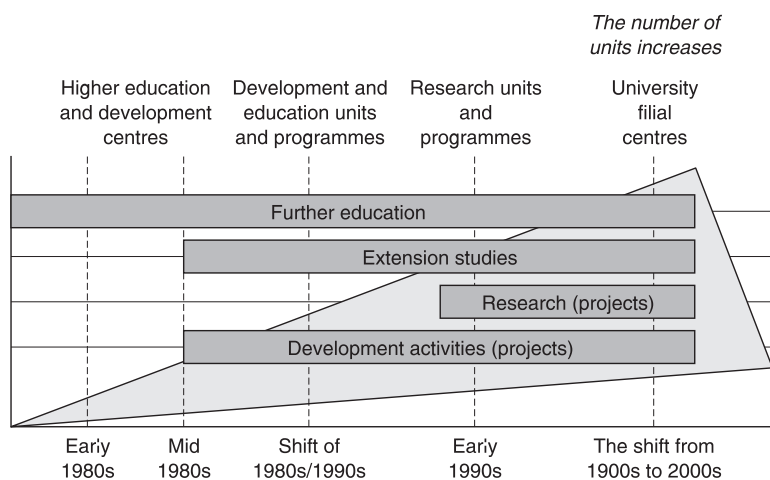 The number of
units increases
Higher education
and development
centres
Development and
education units
and programmes
Research units
and
programmes
University
filial
centres
Further education
Extension studies
Research (projects)
Development activities (projects)
Early
1980s
Mid
1980s
Shift of
1980s/1990s
Early
1990s
The shift from
1900s to 2000s